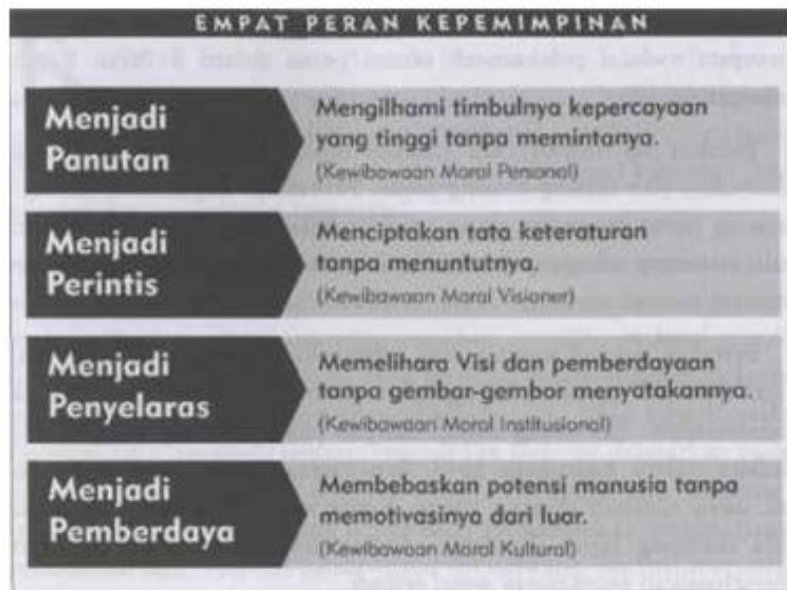 EMPAT PERAN KEPEMIMPINAN
Menjadi
Panutan
Mengilhami timbulnya kepercayaan
yang tinggi tanpa memintanya.
(Kewibawaan Moral Personal)
Menjadi
Perintis
Menciptakan tata keteraturan
tanpa menuntutnya.
(Kewibawaan Moral Visioner)
Menjadi
Penyelaras
Memelihara Visi dan pemberdayaan
tanpa gembar-gembor menyatakannya.
(Kewibawaan Moral Institusional)
Menjadi
Pemberdaya
Membebaskan potensi manusia tanpa
memotivasinya dari luar.
(Kewibawaan Moral Kultural)